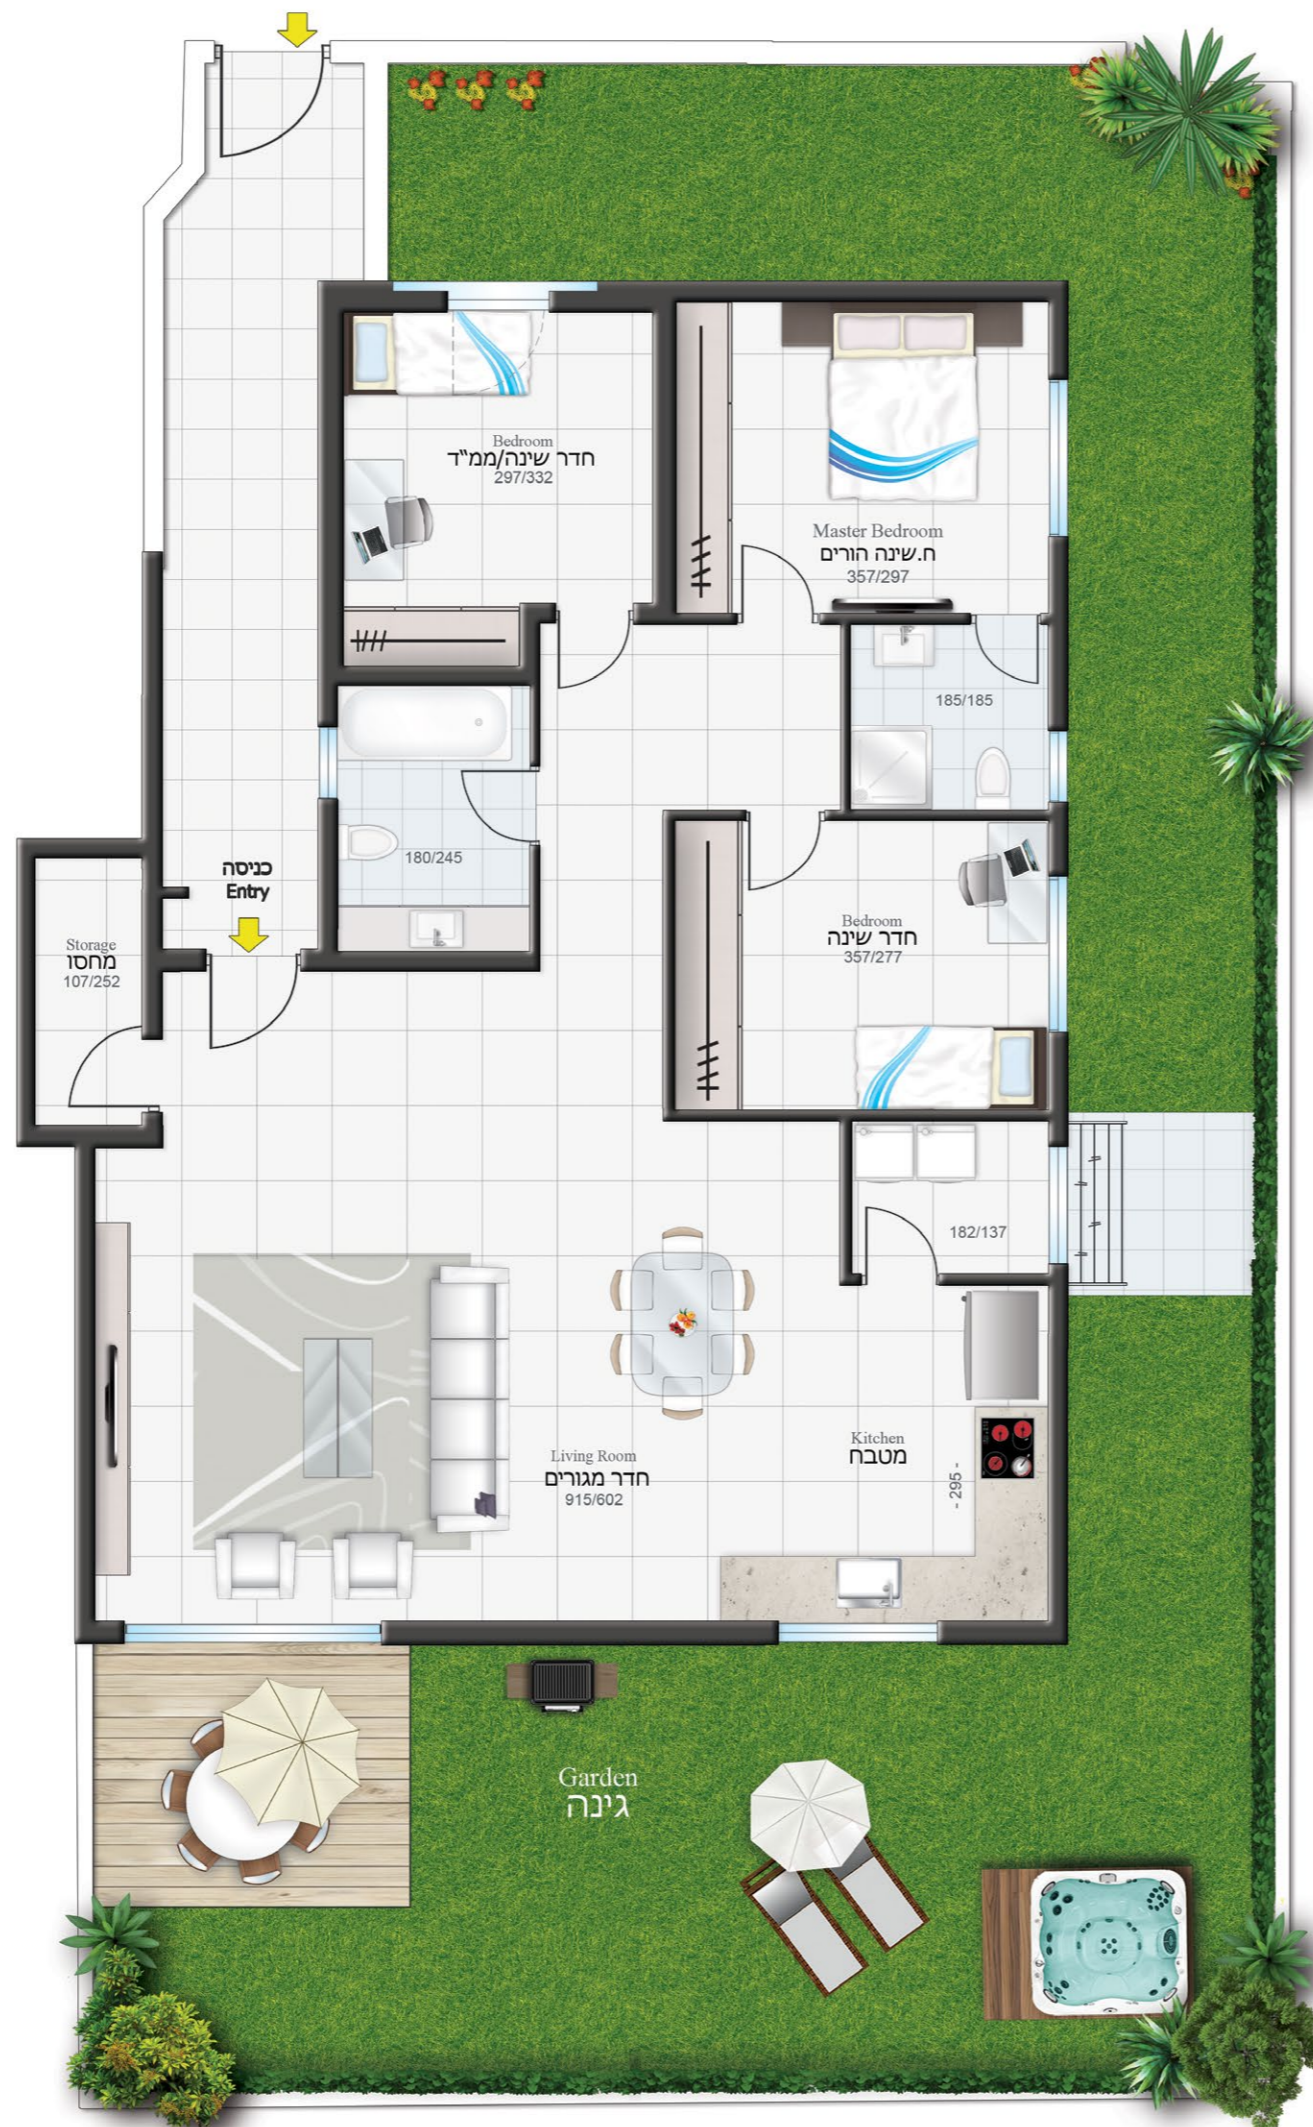 Bedroom
חדר שינה/ממ"ד
297/332
Master Bedroom
ח.שינה הורים
357/297
185/185
180/245
כניסה
Entry
Storage
מחסו
107/252
Bedroom
חדר שינה
357/277
182/137
Living Room
חדר מגורים
915/602
Kitchen
מטבח
- 295 -
Garden
גינה